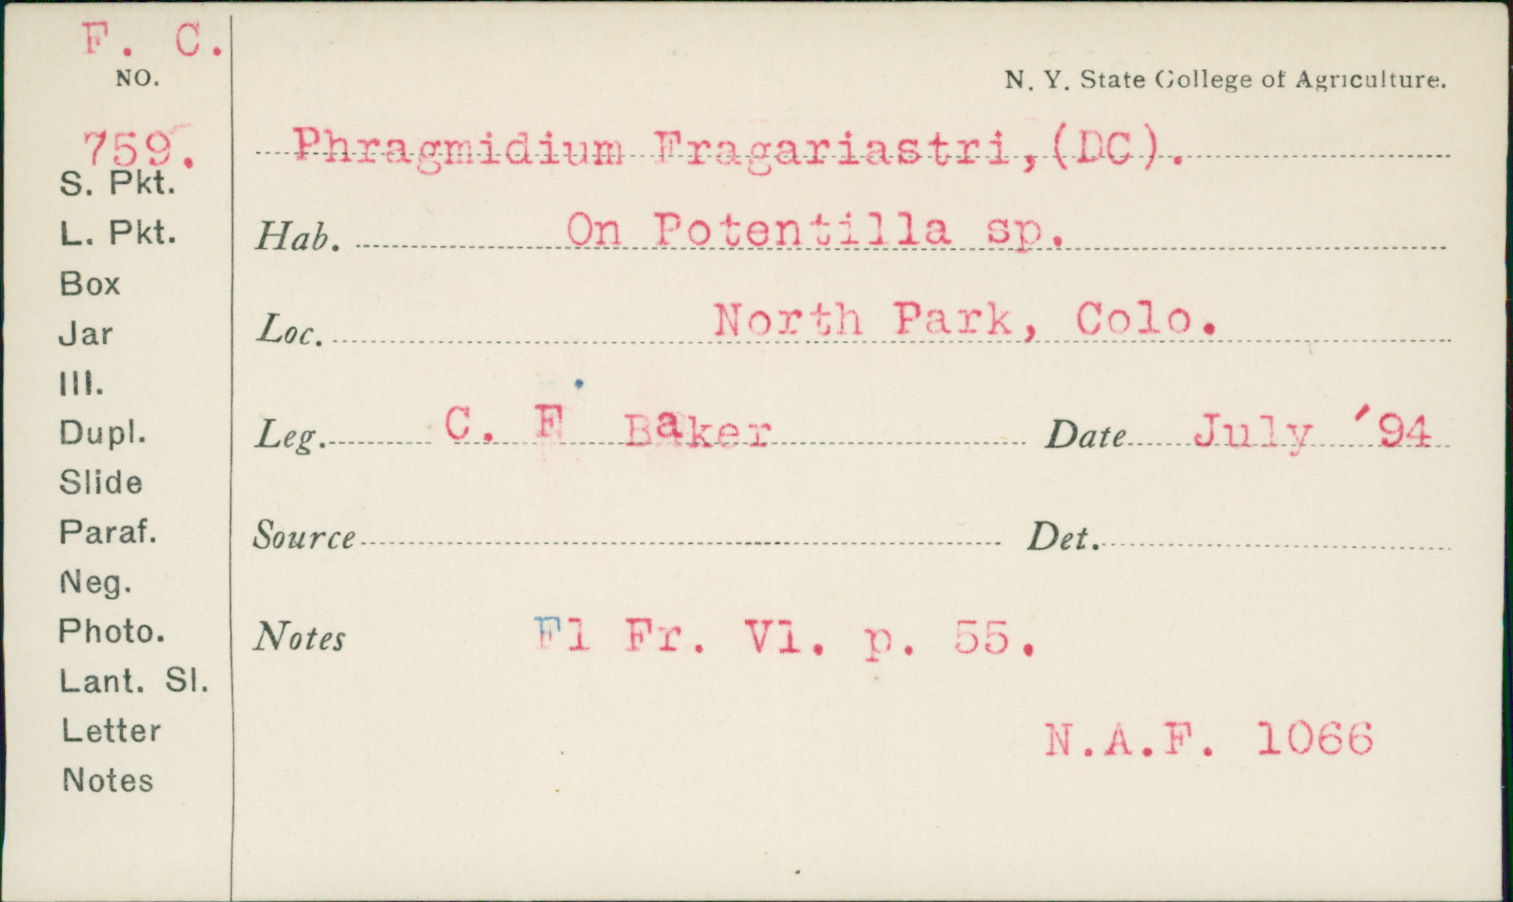 F. C.
NO.
N. Y. State College of Agriculture.
759.
Phragmidium Fragariastri, (DC).
S. Pkt.
L. Pkt.
Hab. On Potentilla sp.
Box
Jar
Loc. North Park, Colo.
Ill.
Dupl.
Leg. C. F Baker Date July '94
Slide
Paraf.
Source Det.
Neg.
Photo.
Notes Fl Fr. Vl. p. 55.
Lant. Sl.
Letter
N.A.F. 1066
Notes